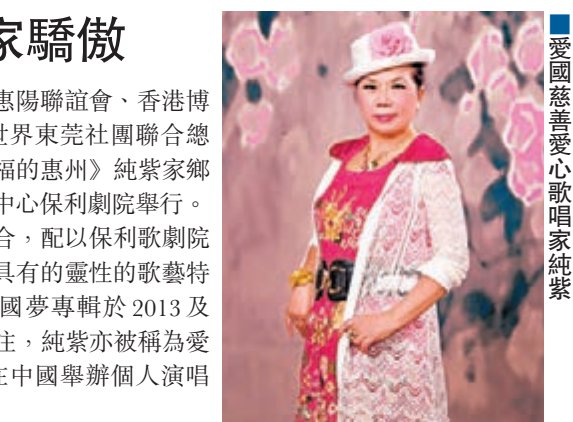 家驕傲
惠陽聯誼會、香港博
世界東莞社團聯合總
福的惠州》純紫家鄉
中心保利劇院舉行。
合，配以保利歌劇院
具有的靈性的歌藝特
國夢專輯於2013及
注，純紫亦被稱為愛
在中國舉辦個人演唱
■愛國慈善愛心歌唱家純紫